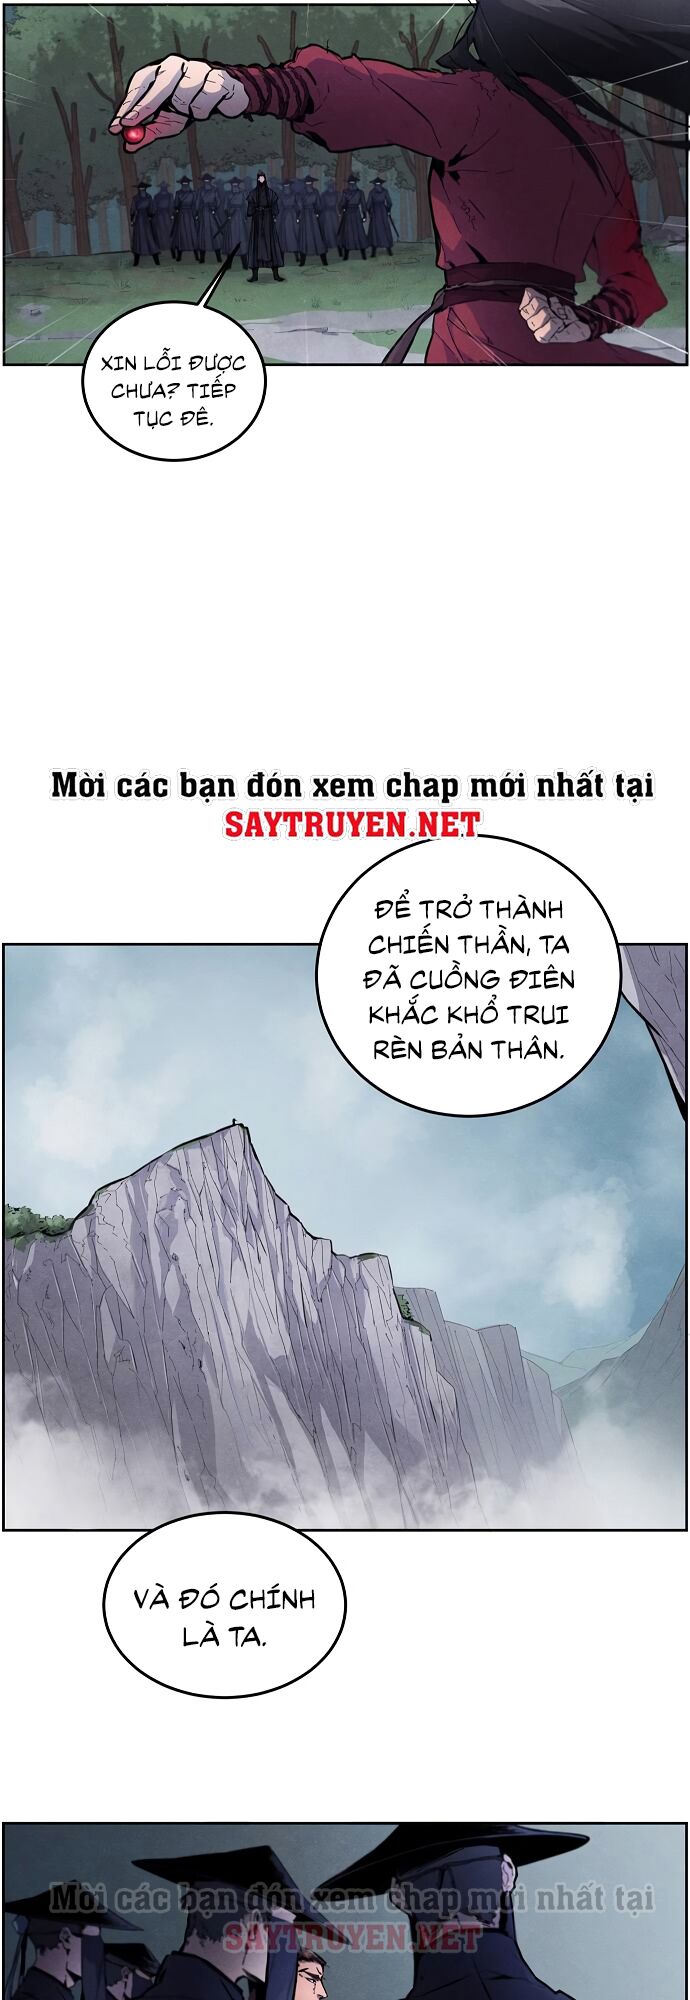 XIN LỖI ĐƯỢC
CHƯA? TIẾP
TỤC ĐÊ.
Mời các bạn đón xem chap mới nhất tại
SAYTRUYEN.NET
ĐỂ TRỞ THÀNH
CHIẾN THẦN, TA
ĐÃ CUỒNG ĐIÊN
KHẮC KHỔ TRUI
RÈN BẢN THÂN.
VÀ ĐÓ CHÍNH
LÀ TA.
Mời các bạn đón xem chap mới nhất tại
SAYTRUYEN.NET